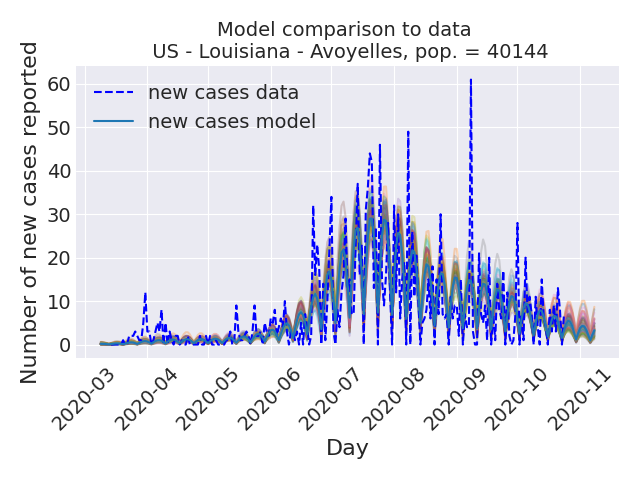 Model comparison to data
US - Louisiana - Avoyelles, pop. = 40144
Number of new cases reported
60
50
40
30
20
10
0
new cases data
new cases model
2020-03
2020-04
2020-05
2020-06
2020-07
2020-08
2020-09
2020-10
2020-11
Day